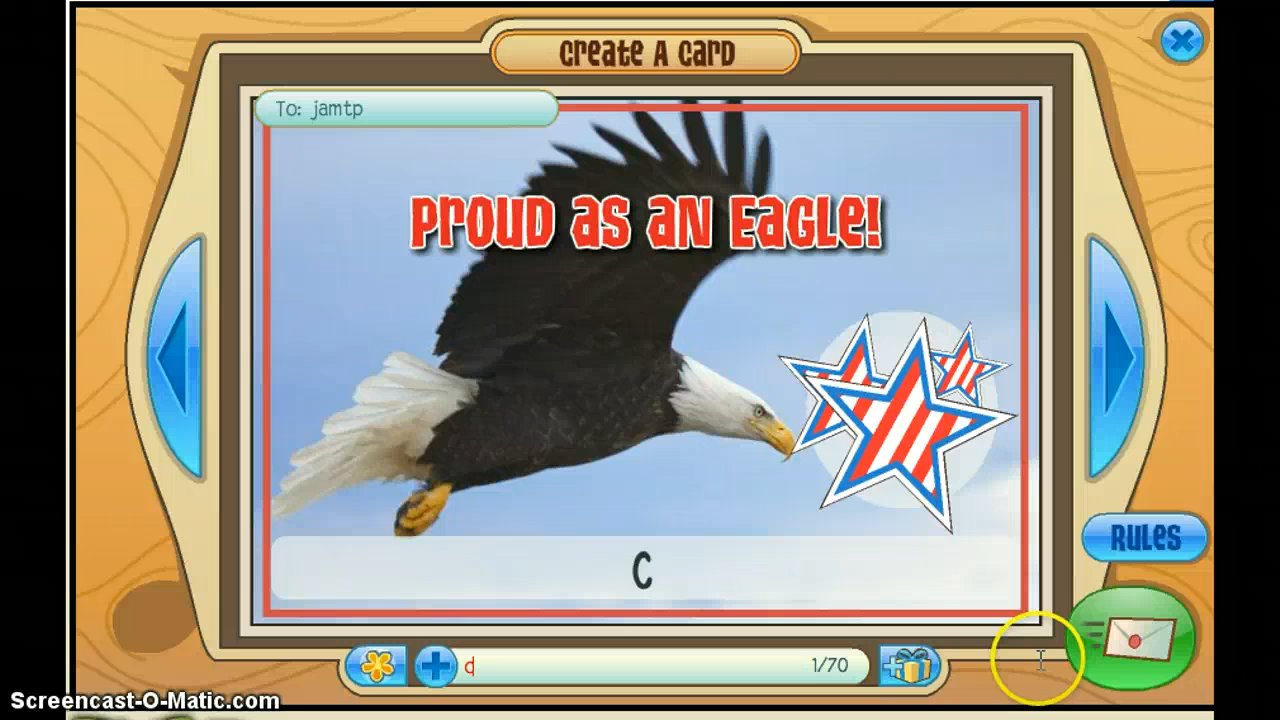 Create A Card
To: jamtp
Proud as an Eagle!
C
RULES
c
1/70
Screencast-O-Matic.com